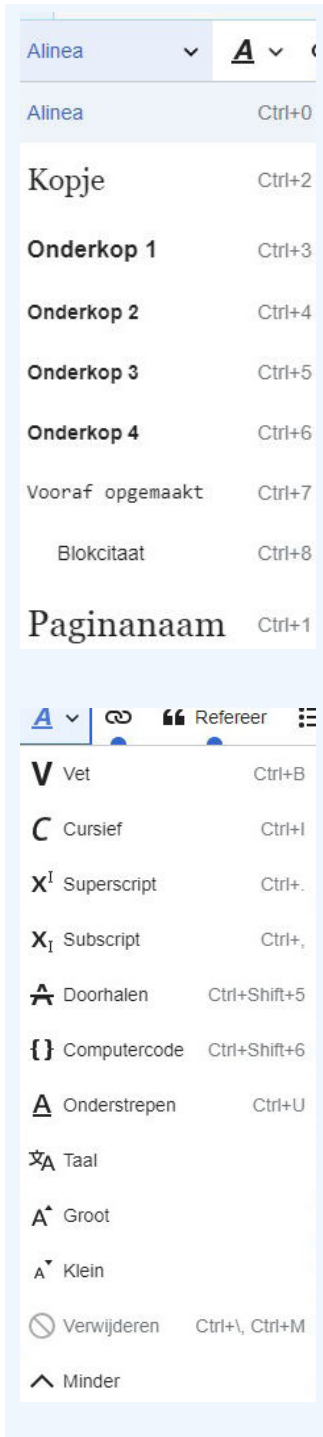 Alinea A
Alinea Ctrl+0
Kopje Ctrl+2
Onderkop 1 Ctrl+3
Onderkop 2 Ctrl+4
Onderkop 3 Ctrl+5
Onderkop 4 Ctrl+6
Vooraf opgemaakt Ctrl+7
Blokcitaat Ctrl+8
Paginanaam Ctrl+1
A Refereer
V Vet Ctrl+B
C Cursief Ctrl+I
X^I Superscript Ctrl+.
X_I Subscript Ctrl+,
A Doorhalen Ctrl+Shift+5
{} Computercode Ctrl+Shift+6
A Onderstrepen Ctrl+U
文A Taal
A Groot
A Klein
Verwijderen Ctrl+\, Ctrl+M
Minder